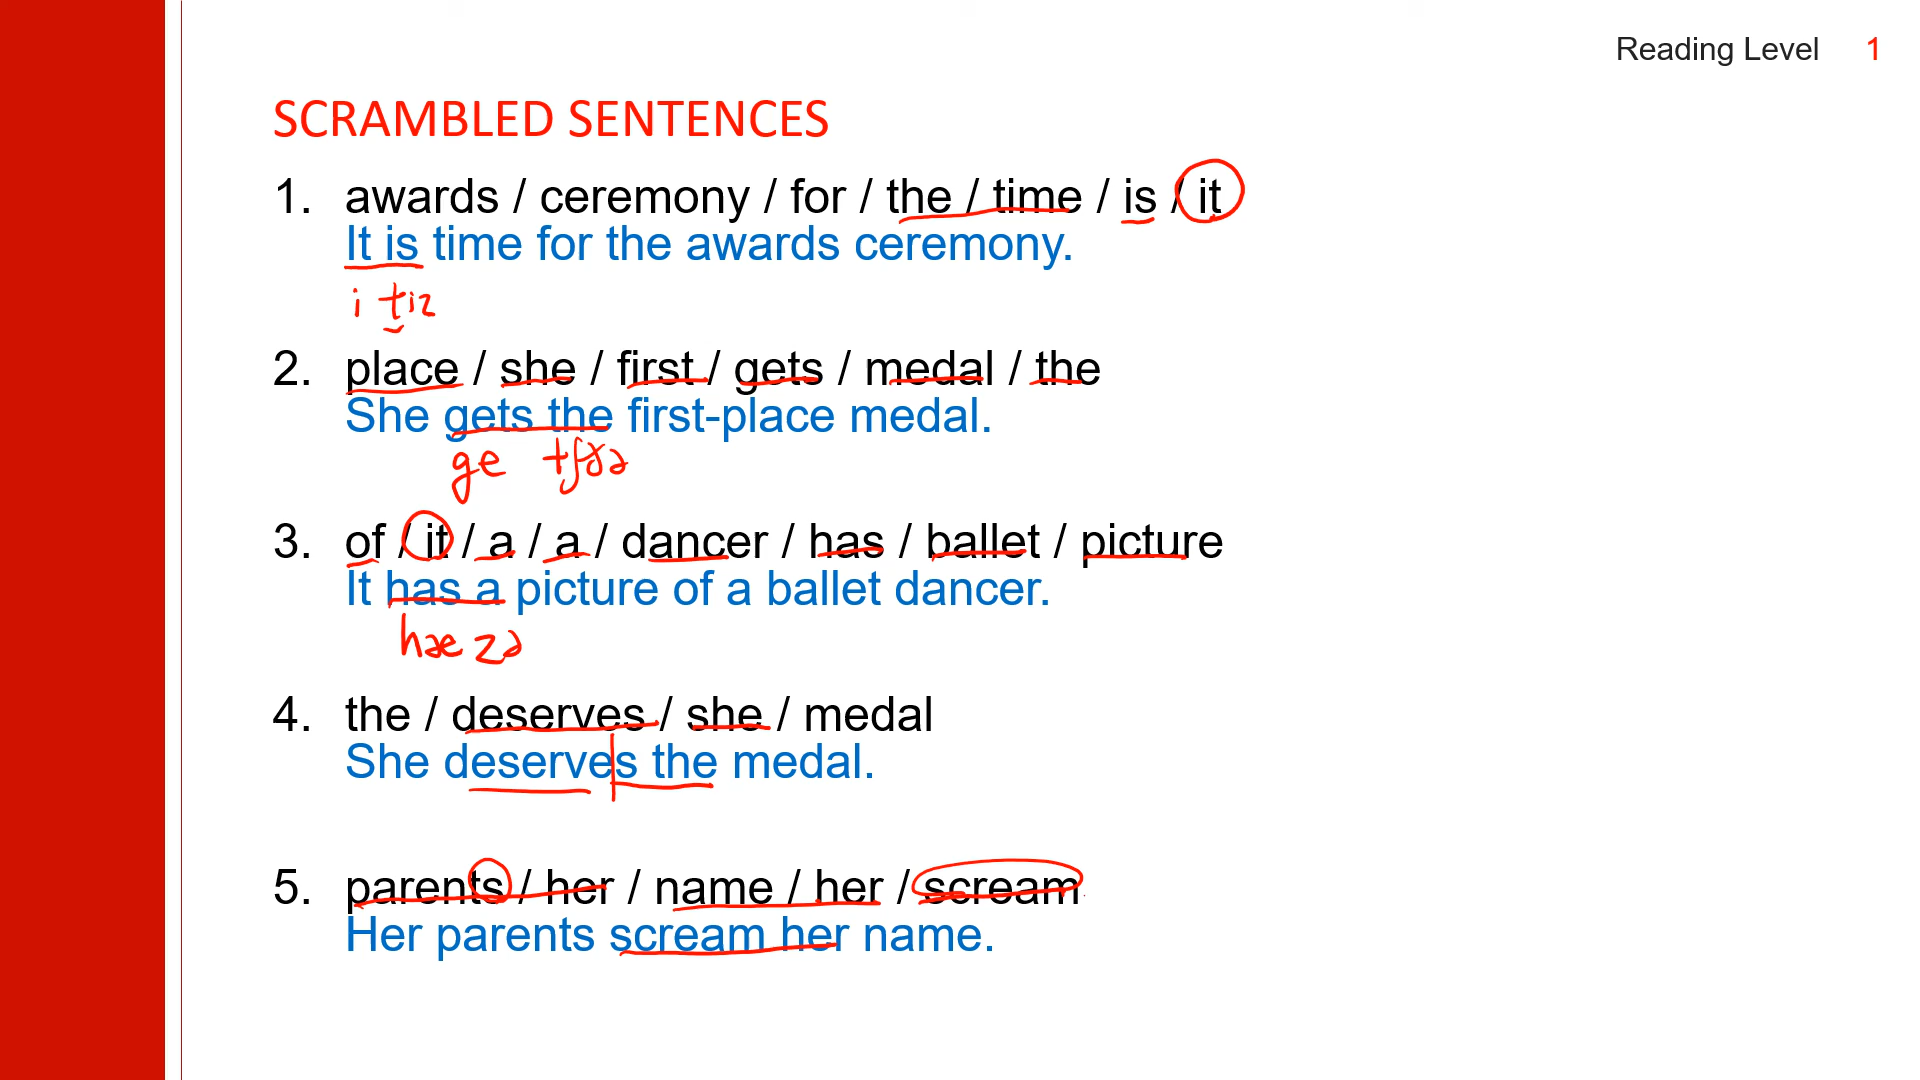 Reading Level 1
SCRAMBLED SENTENCES
1. awards / ceremony / for / the / time / is / it
It is time for the awards ceremony.
i tiz
2. place / she / first / gets / medal / the
She gets the first-place medal.
ge
3. of / it / a / a / dancer / has / ballet / picture
It has a picture of a ballet dancer.
hæ zə
4. the / deserves / she / medal
She deserves the medal.
5. parents / her / name / her / scream
Her parents scream her name.